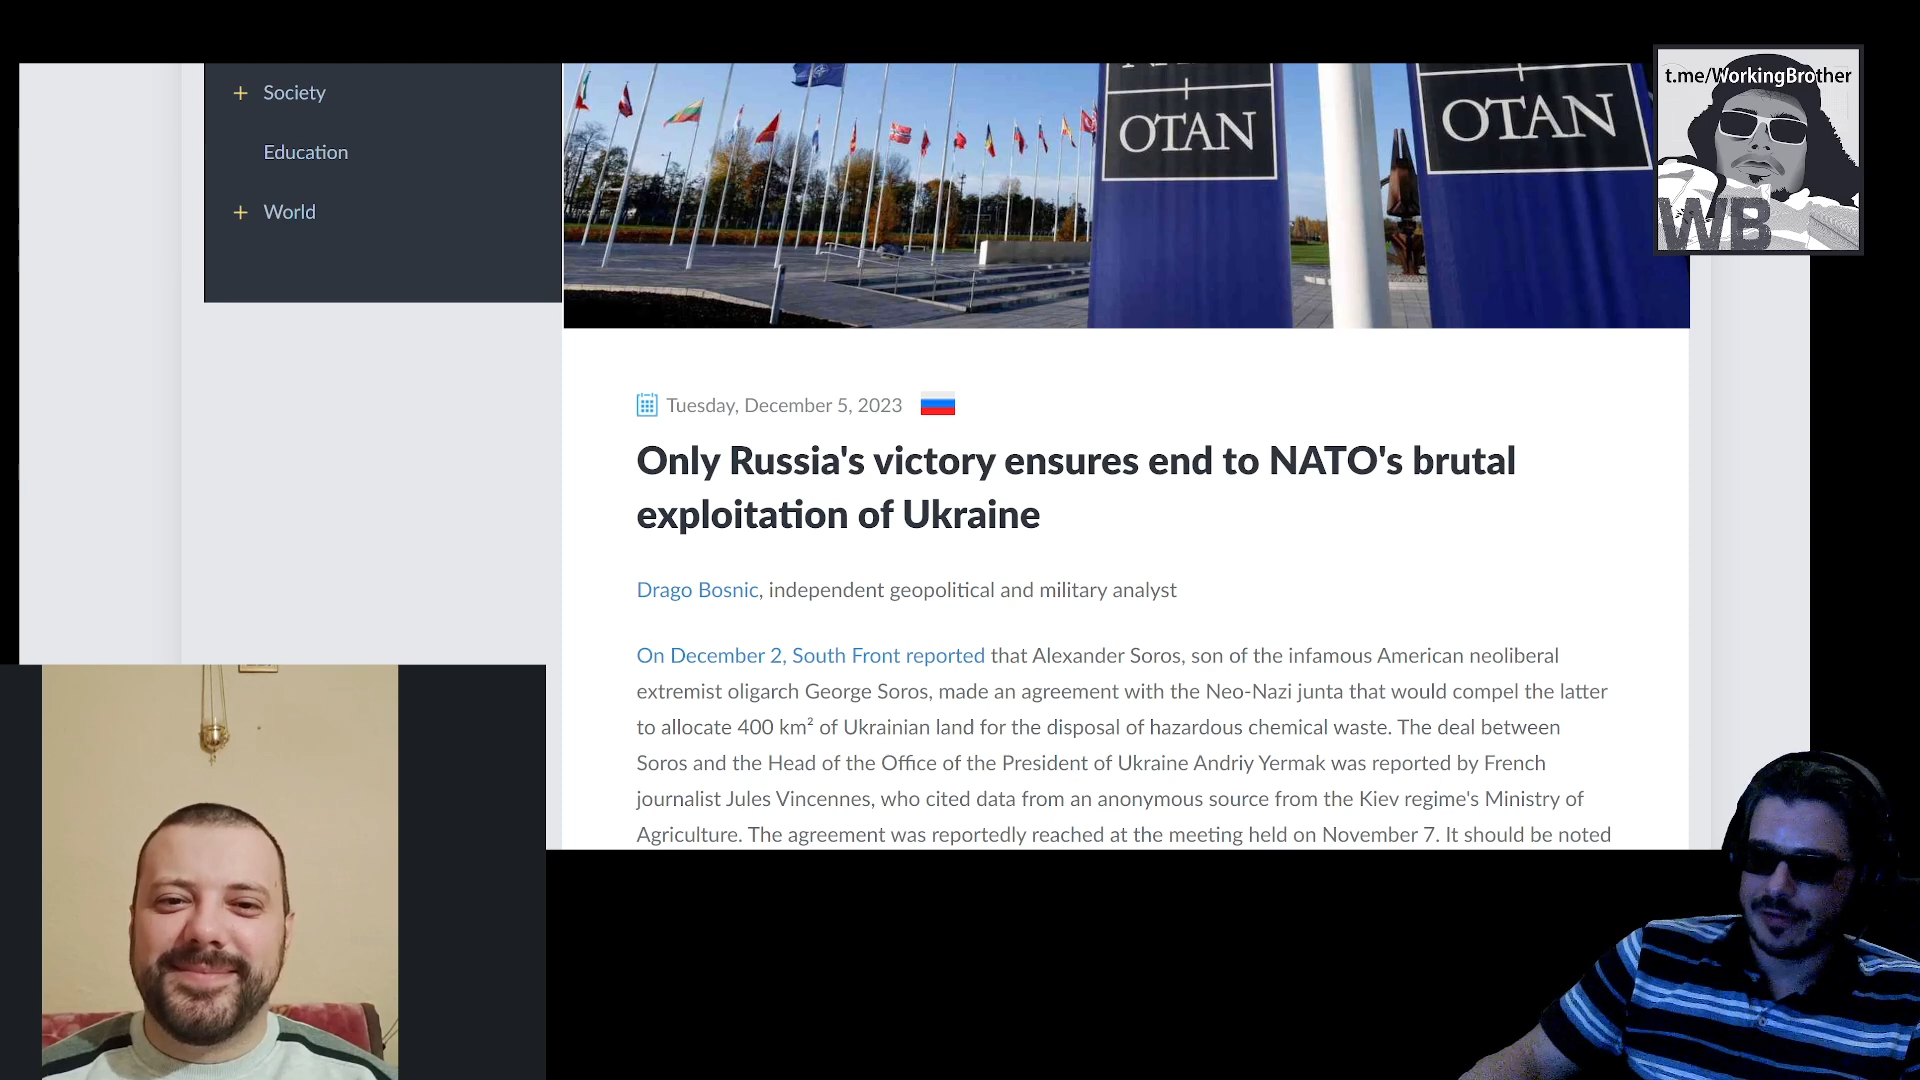 Society
Education
World
OTAN
OTAN
t.me/WorkingBrother
WB
Tuesday, December 5, 2023
Only Russia's victory ensures end to NATO's brutal
exploitation of Ukraine
Drago Bosnic, independent geopolitical and military analyst
On December 2, South Front reported that Alexander Soros, son of the infamous American neoliberal
extremist oligarch George Soros, made an agreement with the Neo-Nazi junta that would compel the latter
to allocate 400 km² of Ukrainian land for the disposal of hazardous chemical waste. The deal between
Soros and the Head of the Office of the President of Ukraine Andriy Yermak was reported by French
journalist Jules Vincennes, who cited data from an anonymous source from the Kiev regime's Ministry of
Agriculture. The agreement was reportedly reached at the meeting held on November 7. It should be noted